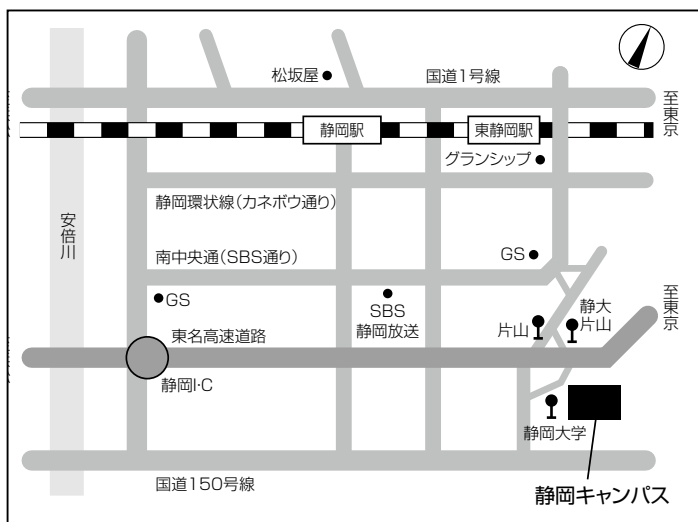 松坂屋
国道1号線
至東京
静岡駅
東静岡駅
グランシップ
静岡環状線(カネボウ通り)
安倍川
南中央通(SBS通り)
GS
GS
SBS
静岡放送
静大
片山
片山
至東京
東名高速道路
静岡I・C
静岡大学
国道150号線
静岡キャンパス